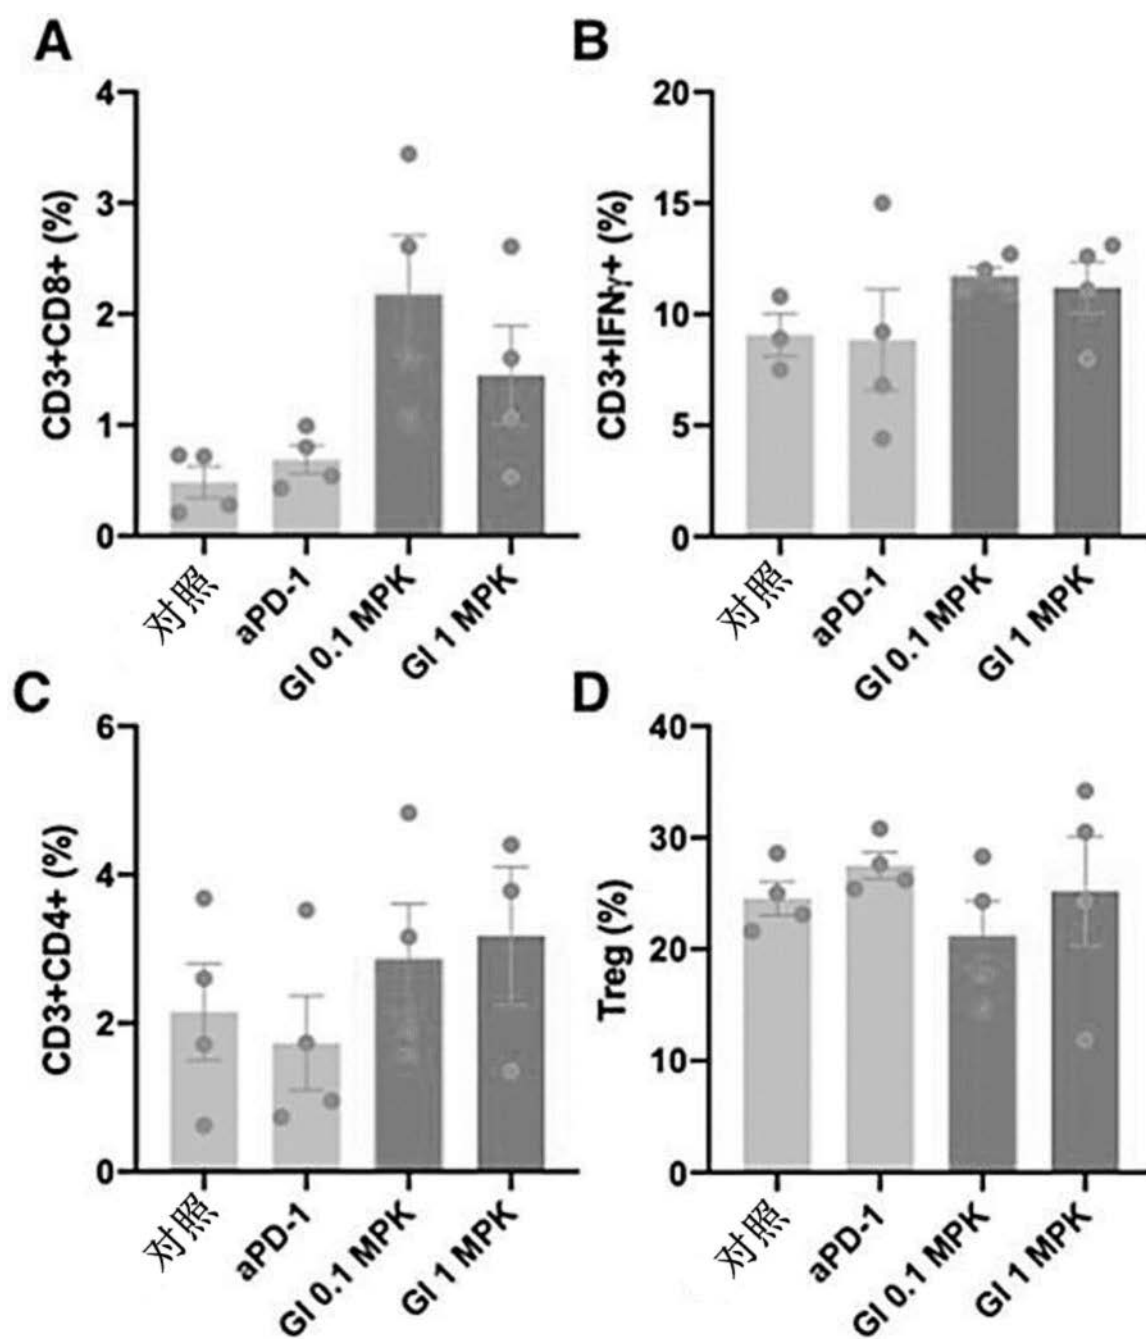 A
CD3+CD8+ (%)
4
3
2
1
0
对照
aPD-1
GI 0.1 MPK
GI 1 MPK
B
CD3+IFNγ+ (%)
20
15
10
5
0
对照
aPD-1
GI 0.1 MPK
GI 1 MPK
C
CD3+CD4+ (%)
6
4
2
0
对照
aPD-1
GI 0.1 MPK
GI 1 MPK
D
Treg (%)
40
30
20
10
0
对照
aPD-1
GI 0.1 MPK
GI 1 MPK